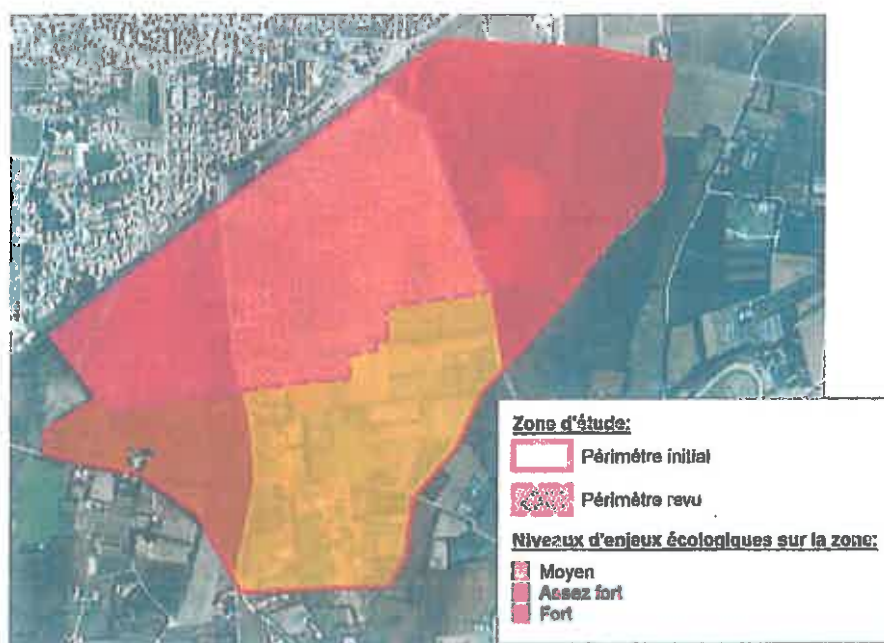 Zone d'étude:
Périmètre initial
Périmètre revu
Niveaux d'enjeux écologiques sur la zone:
Moyen
Assez fort
Fort